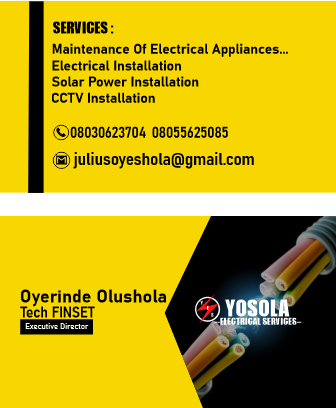 SERVICES :
Maintenance Of Electrical Appliances...
Electrical Installation
Solar Power Installation
CCTV Installation
08030623704 08055625085
juliusoyeshola@gmail.com
Oyerinde Olushola
Tech FINSET
Executive Director
YOSOLA
ELECTRICAL SERVICES